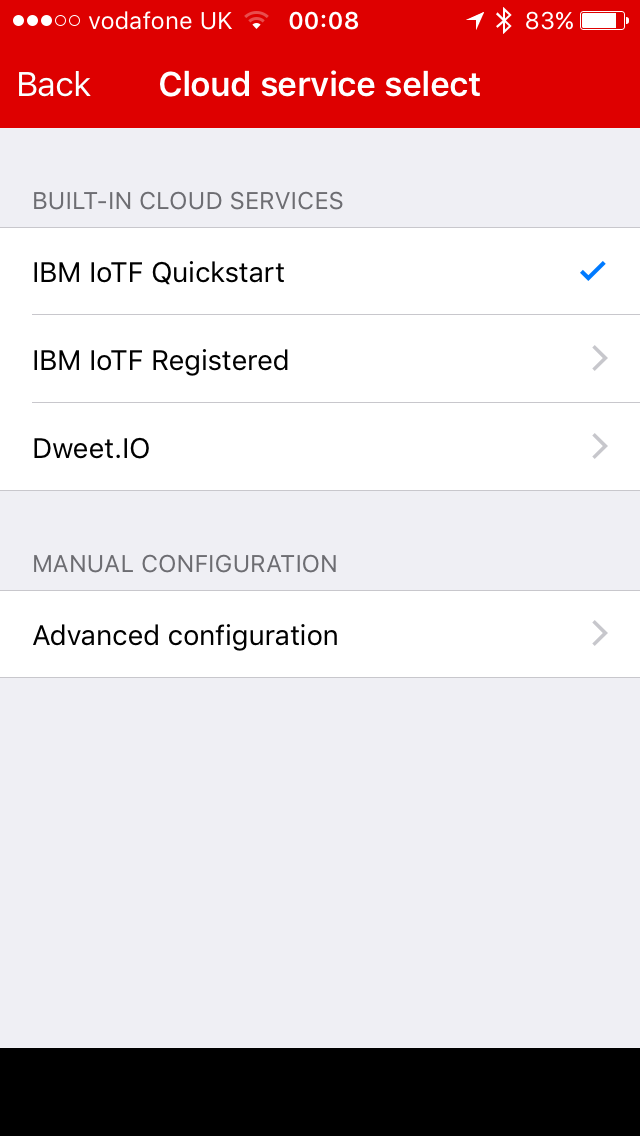 vodafone UK 00:08 83%
Back Cloud service select
BUILT-IN CLOUD SERVICES
IBM IoTF Quickstart
IBM IoTF Registered
Dweet.IO
MANUAL CONFIGURATION
Advanced configuration